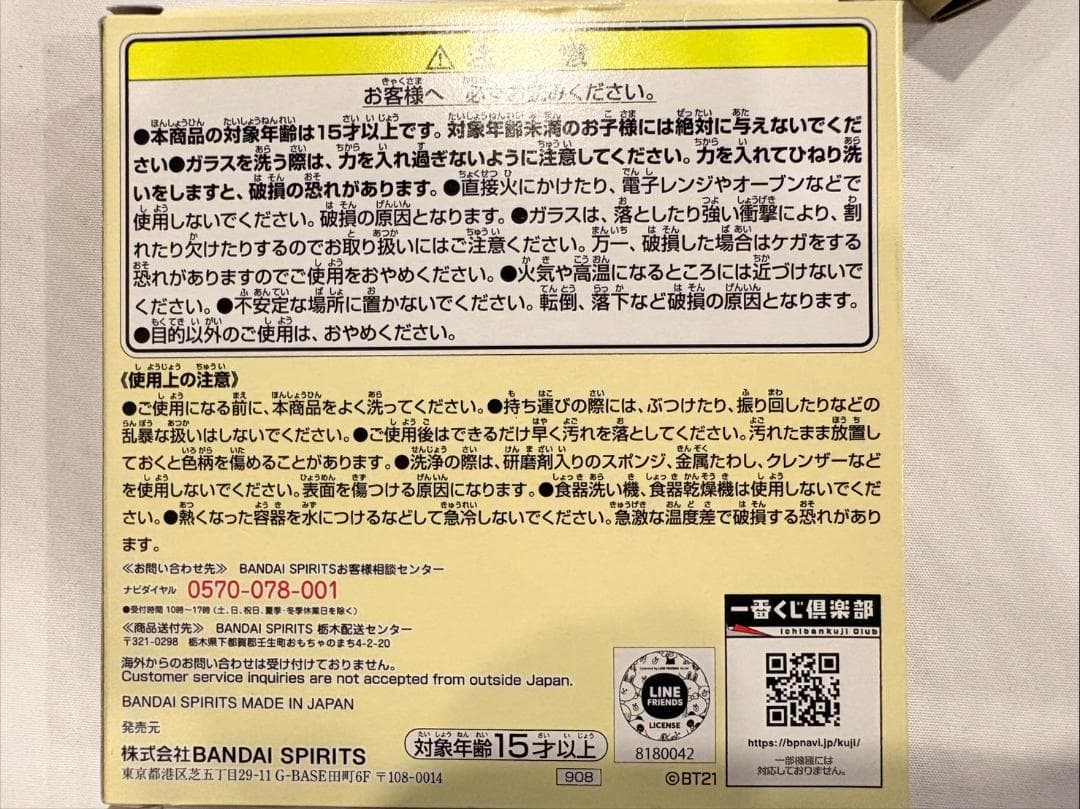 お客様へ 必ずお読みください。
●本商品の対象年齢は15才以上です。対象年齢未満のお子様には絶対に与えないでくだ
さい●ガラスを洗う際は、力を入れ過ぎないように注意してください。力を入れてひねり洗
いをしますと、破損の恐れがあります。●直接火にかけたり、電子レンジやオーブンなどで
使用しないでください。破損の原因となります。●ガラスは、落としたり強い衝撃により、割
れたり欠けたりするのでお取り扱いにはご注意ください。万一、破損した場合はケガをする
恐れがありますのでご使用をおやめください。●火気や高温になるところには近づけないで
ください。●不安定な場所に置かないでください。転倒、落下など破損の原因となります。
●目的以外のご使用は、おやめください。
《使用上の注意》
●ご使用になる前に、本商品をよく洗ってください。●持ち運びの際には、ぶつけたり、振り回したりなどの
乱暴な扱いはしないでください。●ご使用後はできるだけ早く汚れを落としてください。汚れたまま放置し
ておくと色柄を傷めることがあります。●洗浄の際は、研磨剤入りのスポンジ、金属たわし、クレンザーなど
を使用しないでください。表面を傷つける原因になります。●食器洗い機、食器乾燥機は使用しないでくだ
さい。●熱くなった容器を水につけるなどして急冷しないでください。急激な温度差で破損する恐れがあり
ます。
≪お問い合わせ先≫ BANDAI SPIRITSお客様相談センター
ナビダイヤル 0570-078-001
●受付時間 10時～17時（土、日、祝日、夏季・冬季休業日を除く）
≪商品送付先≫ BANDAI SPIRITS 栃木配送センター
〒321-0298 栃木県下都賀郡壬生町おもちゃのまち4-2-20
海外からのお問い合わせは受け付けておりません。
Customer service inquiries are not accepted from outside Japan.
BANDAI SPIRITS MADE IN JAPAN
発売元
株式会社BANDAI SPIRITS
東京都港区芝五丁目29-11 G-BASE田町6F 〒108-0014
対象年齢15才以上
908
LINE
FRIENDS
LICENSE
8180042
©BT21
一番くじ倶楽部
Ichibankuji Club
https://bpnavi.jp/kuji/
一部機種には
対応しておりません。